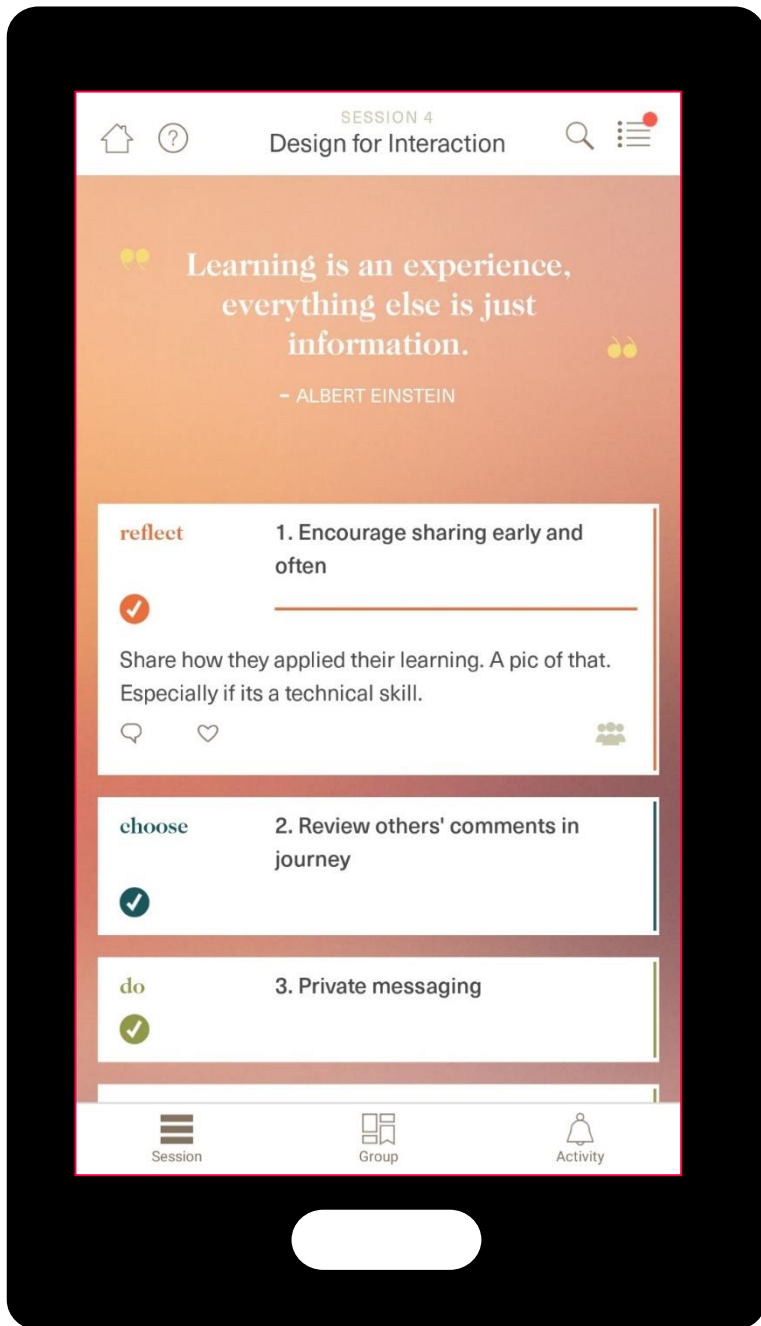 SESSION 4
Design for Interaction
❝ Learning is an experience,
everything else is just
information. ❞
– ALBERT EINSTEIN
reflect
1. Encourage sharing early and
often
Share how they applied their learning. A pic of that.
Especially if its a technical skill.
choose
2. Review others' comments in
journey
do
3. Private messaging
Session
Group
Activity